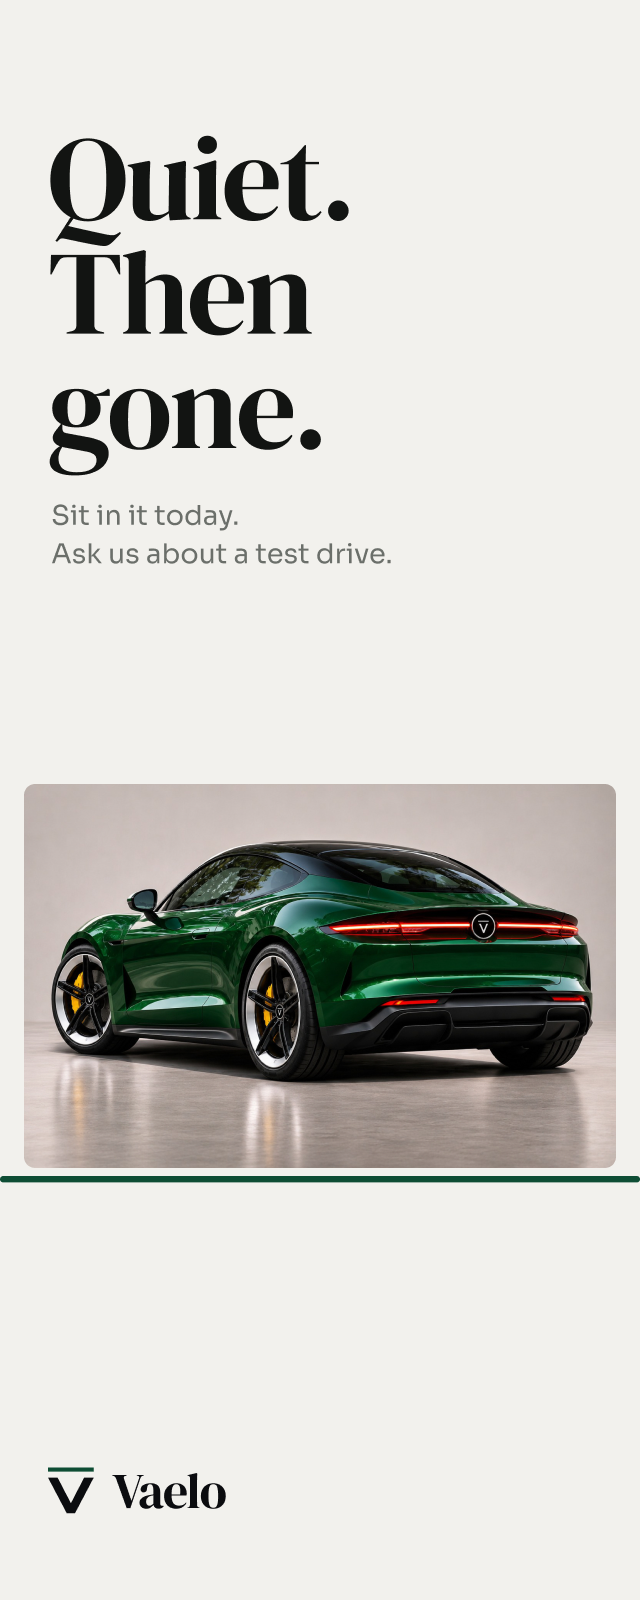 Quiet.
Then
gone.
Sit in it today.
Ask us about a test drive.
Vaelo